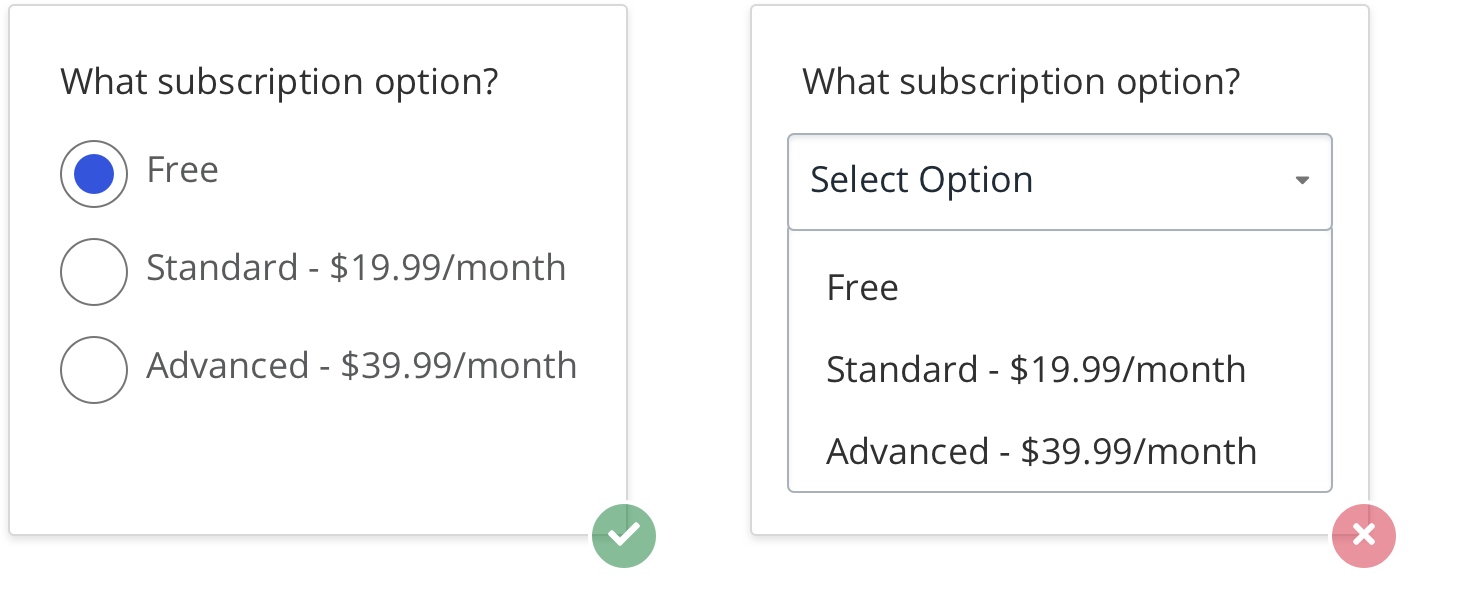 What subscription option?
Free
Standard - $19.99/month
Advanced - $39.99/month
What subscription option?
Select Option
Free
Standard - $19.99/month
Advanced - $39.99/month